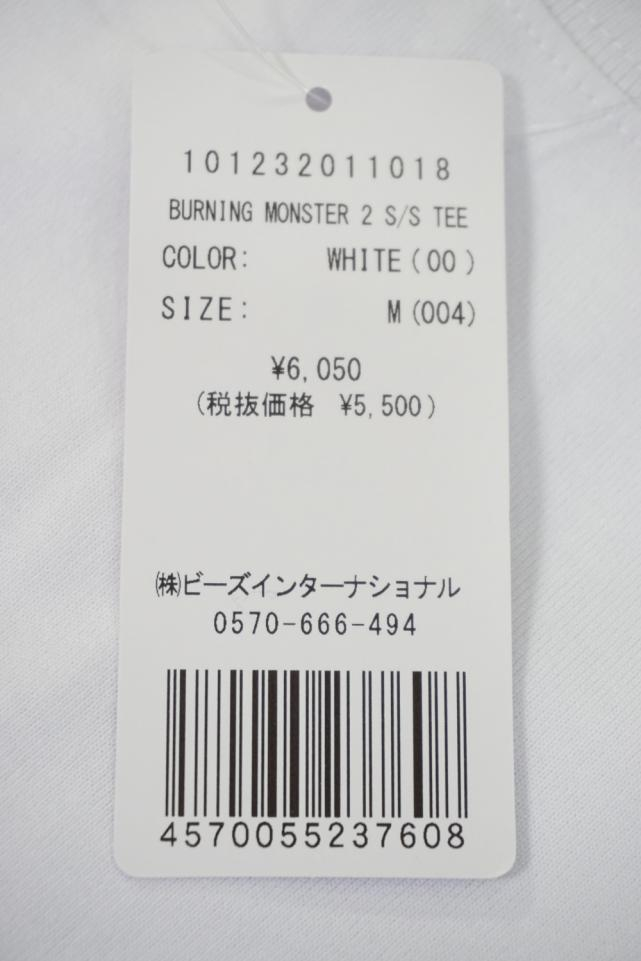 101232011018
BURNING MONSTER 2 S/S TEE
COLOR: WHITE(00)
SIZE: M(004)
¥6,050
(税抜価格 ¥5,500)
㈱ビーズインターナショナル
0570-666-494
4570055237608